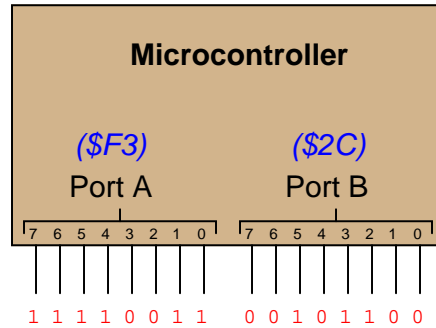 Microcontroller
($F3) ($2C)
Port A Port B
7 6 5 4 3 2 1 0 7 6 5 4 3 2 1 0
1 1 1 1 0 0 1 1 0 0 1 0 1 1 0 0